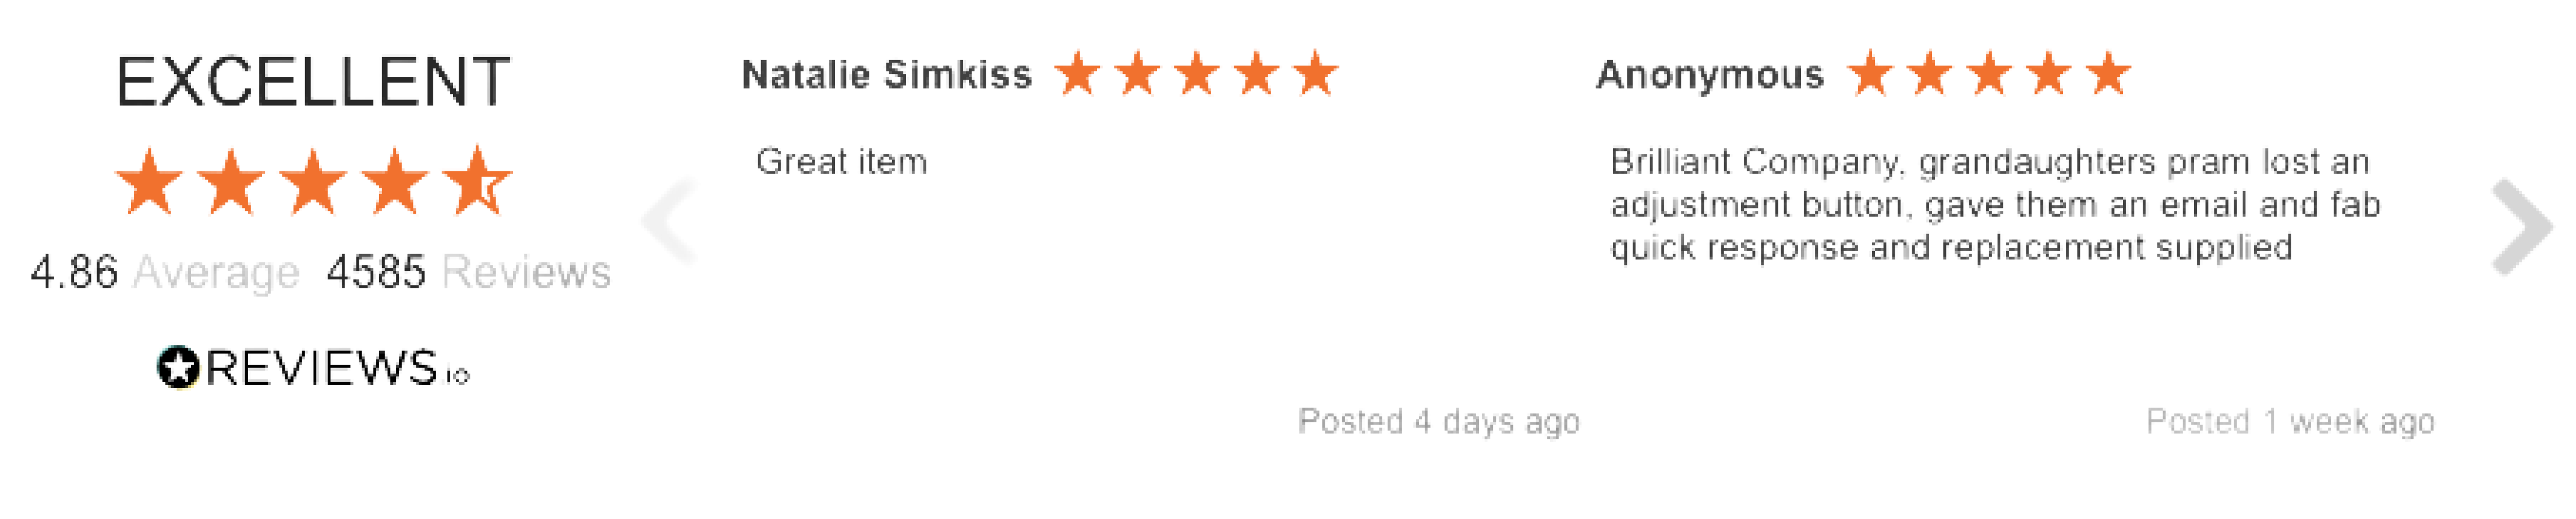 EXCELLENT
4.86 Average 4585 Reviews
REVIEWS.io
Natalie Simkiss
Great item
Posted 4 days ago
Anonymous
Brilliant Company, grandaughters pram lost an
adjustment button, gave them an email and fab
quick response and replacement supplied
Posted 1 week ago